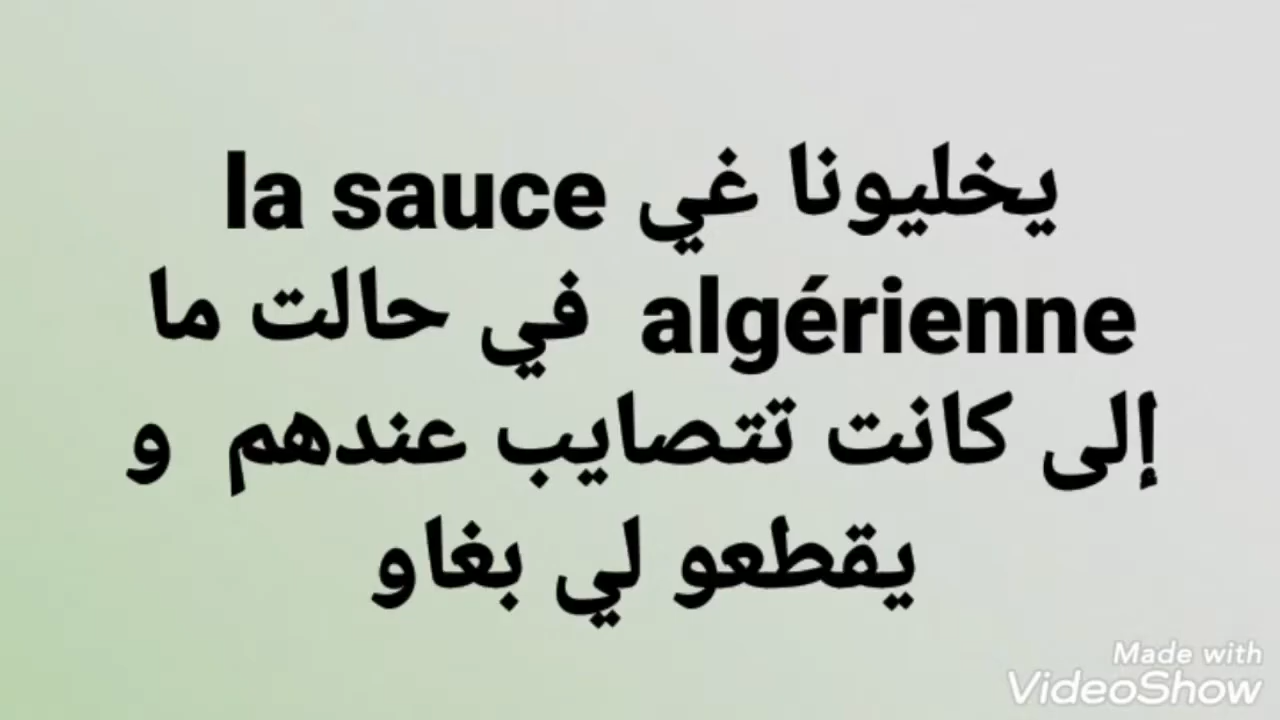 يخليونا غي la sauce
algérienne في حالت ما
إلى كانت تتصايب عندهم و
يقطعو لي بغاو
Made with
VideoShow